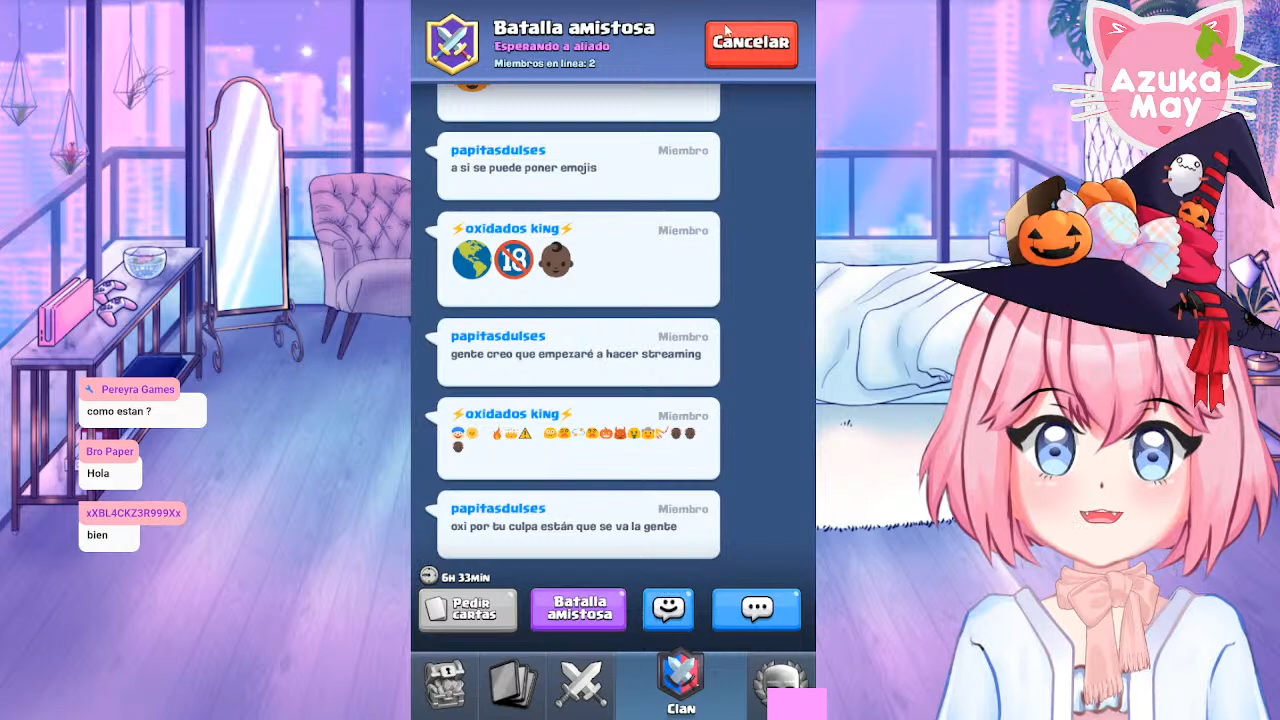 Batalla amistosa
Esperando a aliado
Miembros en linea: 2
Cancelar
Azuka
May
papitasdulses Miembro
a si se puede poner emojis
⚡oxidados king⚡ Miembro
🌎🔞👶🏿
papitasdulses Miembro
gente creo que empezaré a hacer streaming
⚡oxidados king⚡ Miembro
papitasdulses Miembro
oxi por tu culpa están que se va la gente
6h 33min
Pedir
cartas
Batalla
amistosa
Clan
Pereyra Games
como estan ?
Bro Paper
Hola
xXBL4CKZ3R999Xx
bien